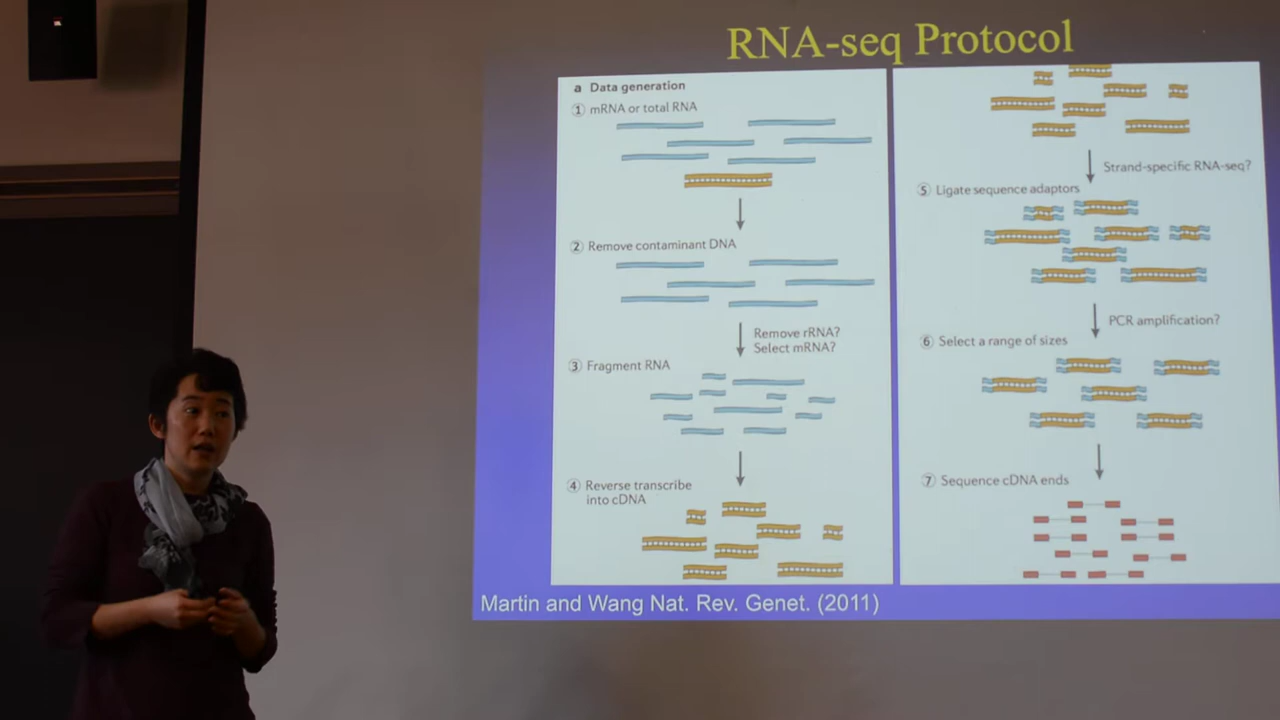 RNA-seq Protocol
a Data generation
① mRNA or total RNA
② Remove contaminant DNA
Remove rRNA?
Select mRNA?
③ Fragment RNA
④ Reverse transcribe
into cDNA
Strand-specific RNA-seq?
⑤ Ligate sequence adaptors
PCR amplification?
⑥ Select a range of sizes
⑦ Sequence cDNA ends
Martin and Wang Nat. Rev. Genet. (2011)